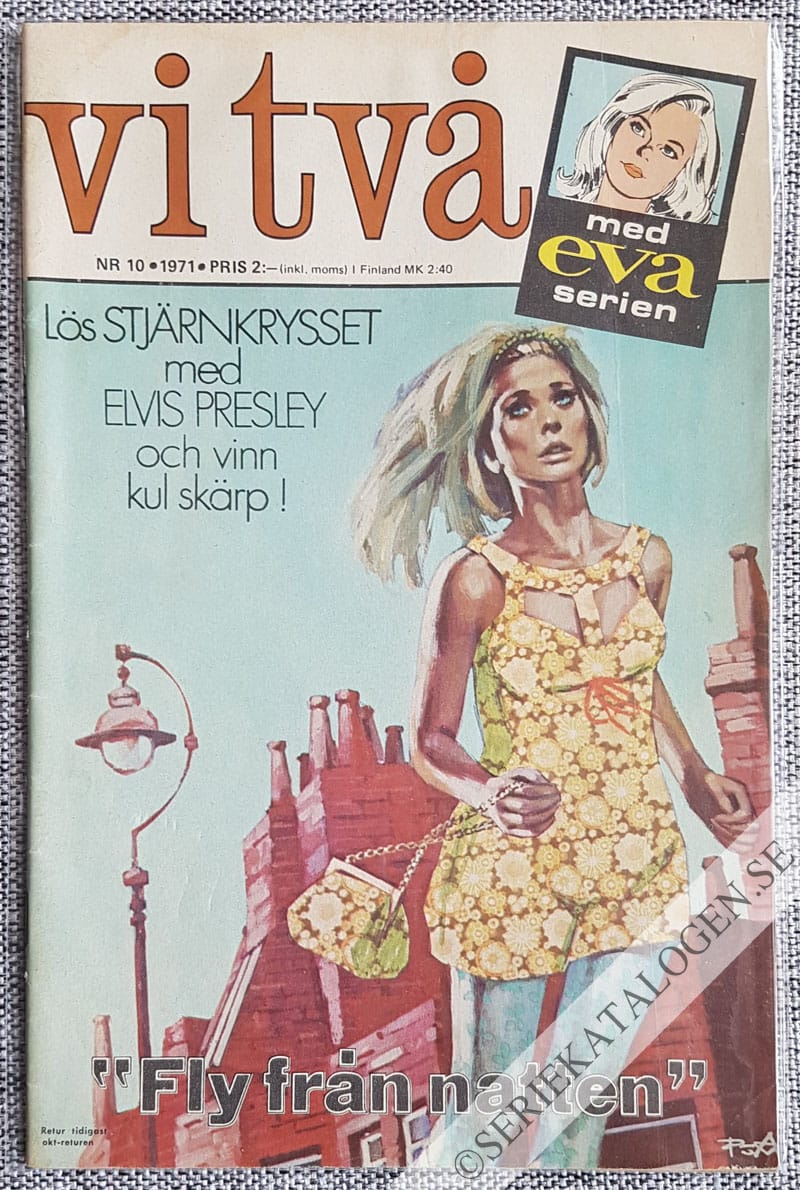 vi två
NR 10 • 1971 • PRIS 2:— (inkl. moms) I Finland MK 2:40
med
eva
serien
Lös STJÄRNKRYSSET
med
ELVIS PRESLEY
och vinn
kul skärp !
"Fly från natten"
Retur tidigast
okt-returen
©SERIEKATALOGEN.SE